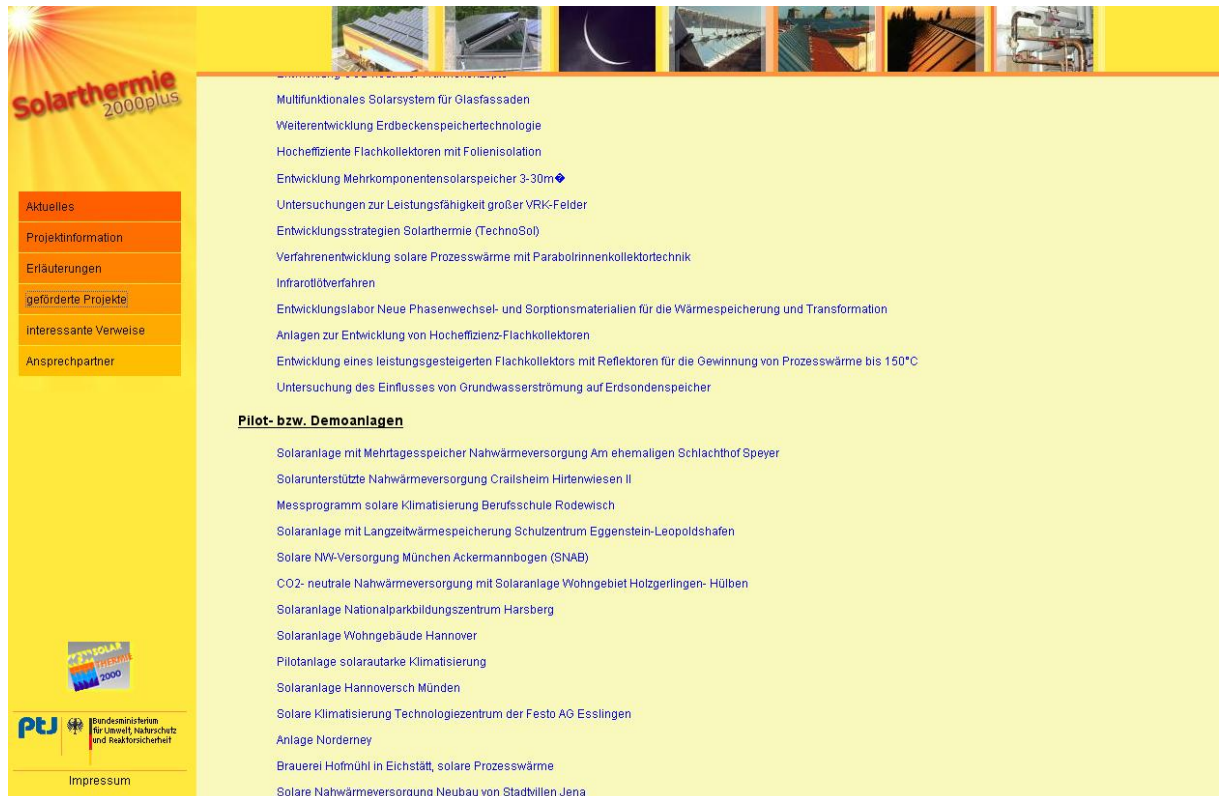 Solarthermie
2000plus
Aktuelles
Projektinformation
Erläuterungen
geförderte Projekte
interessante Verweise
Ansprechpartner
SOLAR
THERMIE
2000
ptJ
Bundesministerium
für Umwelt, Naturschutz
und Reaktorsicherheit
Impressum
Multifunktionales Solarsystem für Glasfassaden
Weiterentwicklung Erdbeckenspeichertechnologie
Hocheffiziente Flachkollektoren mit Folienisolation
Entwicklung Mehrkomponentensolarspeicher 3-30m�
Untersuchungen zur Leistungsfähigkeit großer VRK-Felder
Entwicklungsstrategien Solarthermie (TechnoSol)
Verfahrenentwicklung solare Prozesswärme mit Parabolrinnenkollektortechnik
Infrarotlötverfahren
Entwicklungslabor Neue Phasenwechsel- und Sorptionsmaterialien für die Wärmespeicherung und Transformation
Anlagen zur Entwicklung von Hocheffizienz-Flachkollektoren
Entwicklung eines leistungsgesteigerten Flachkollektors mit Reflektoren für die Gewinnung von Prozesswärme bis 150°C
Untersuchung des Einflusses von Grundwasserströmung auf Erdsondenspeicher
Pilot- bzw. Demoanlagen
Solaranlage mit Mehrtagesspeicher Nahwärmeversorgung Am ehemaligen Schlachthof Speyer
Solarunterstützte Nahwärmeversorgung Crailsheim Hirtenwiesen II
Messprogramm solare Klimatisierung Berufsschule Rodewisch
Solaranlage mit Langzeitwärmespeicherung Schulzentrum Eggenstein-Leopoldshafen
Solare NW-Versorgung München Ackermannbogen (SNAB)
CO2- neutrale Nahwärmeversorgung mit Solaranlage Wohngebiet Holzgerlingen- Hülben
Solaranlage Nationalparkbildungszentrum Harsberg
Solaranlage Wohngebäude Hannover
Pilotanlage solarautarke Klimatisierung
Solaranlage Hannoversch Münden
Solare Klimatisierung Technologiezentrum der Festo AG Esslingen
Anlage Norderney
Brauerei Hofmühl in Eichstätt, solare Prozesswärme
Solare Nahwärmeversorgung Neubau von Stadtvillen Jena